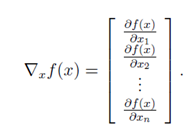 ∇ₓf(x) = [ ∂f(x)/∂x₁
∂f(x)/∂x₂
⋮
∂f(x)/∂xₙ ] .